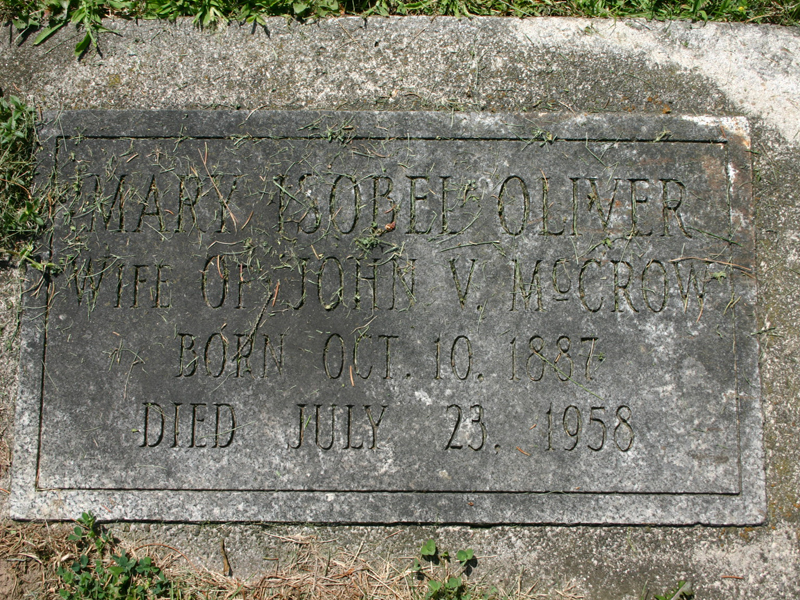 MARY ISOBEL OLIVER
WIFE OF JOHN V. McCROW
BORN OCT. 10. 1887
DIED JULY 23. 1958